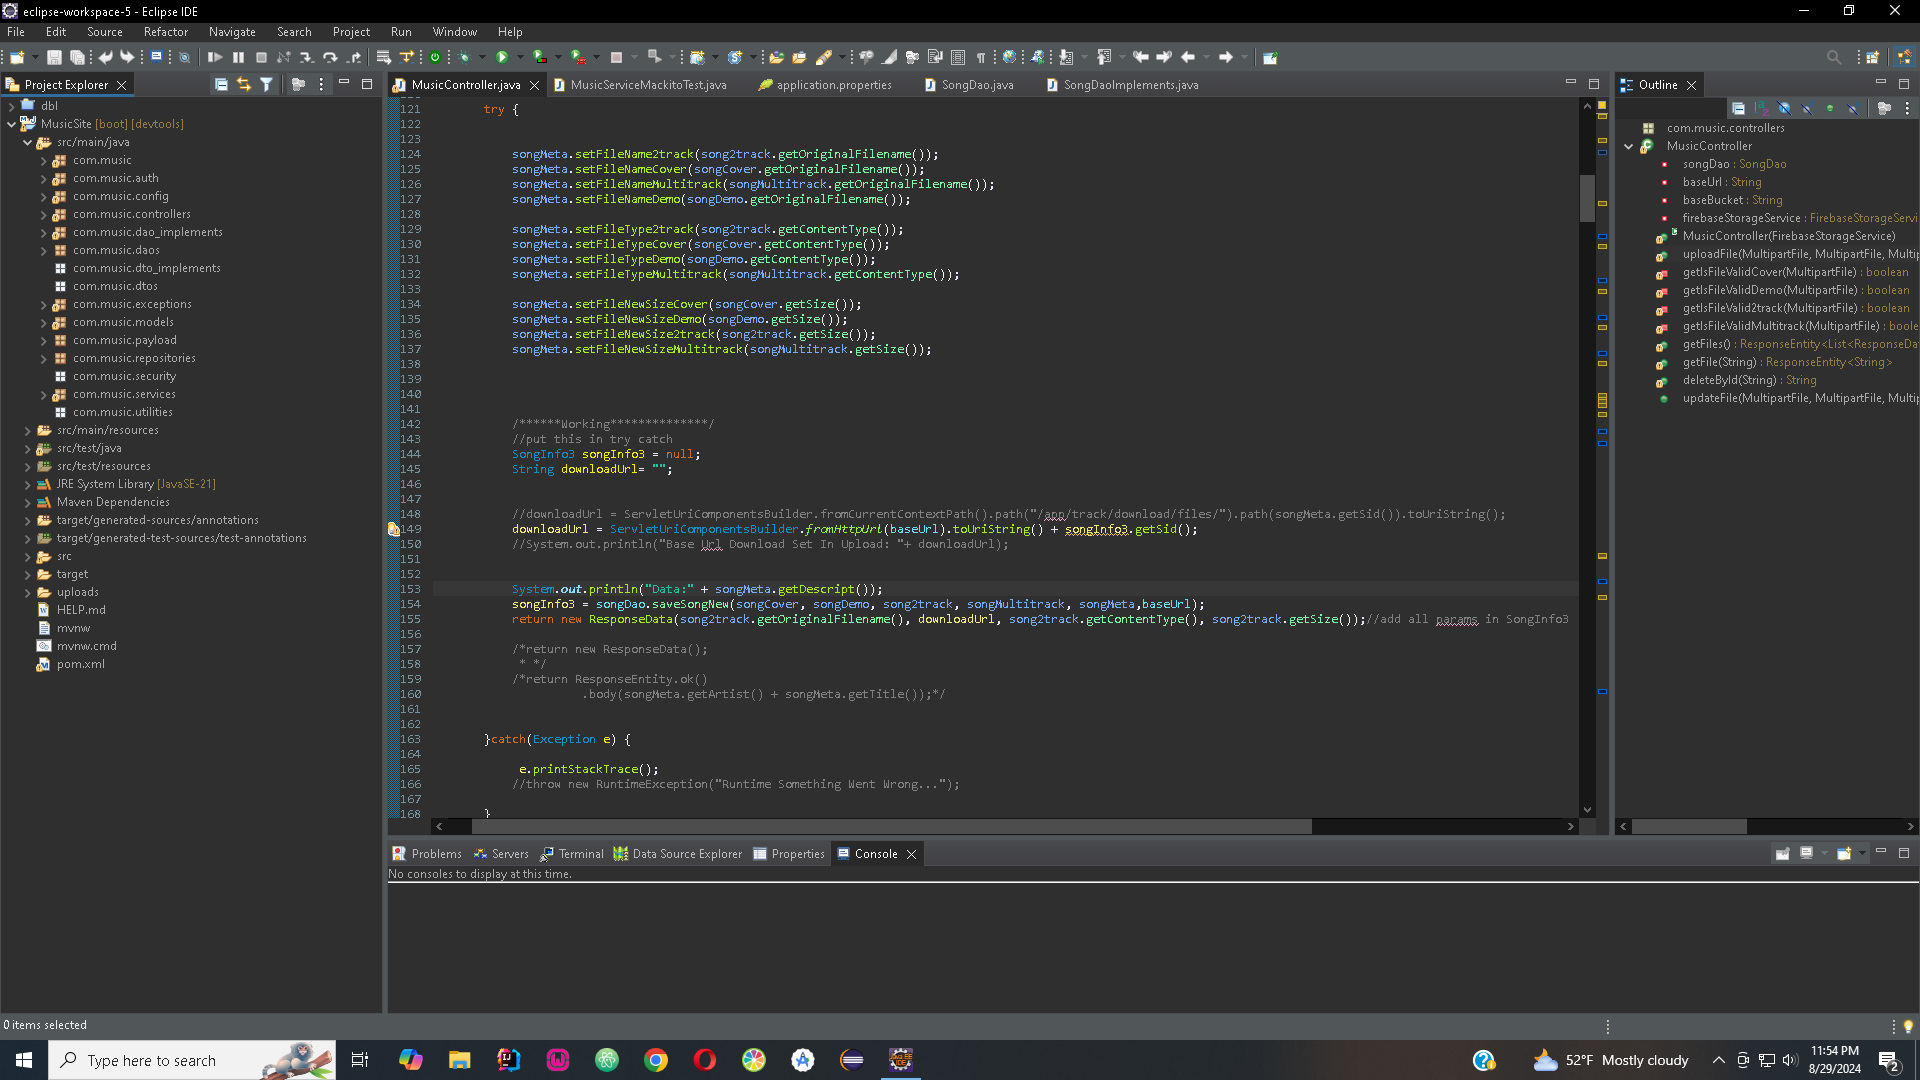 eclipse-workspace-5 - Eclipse IDE
File Edit Source Refactor Navigate Search Project Run Window Help
Project Explorer
dbl
MusicSite [boot] [devtools]
src/main/java
com.music
com.music.auth
com.music.config
com.music.controllers
com.music.dao_implements
com.music.daos
com.music.dto_implements
com.music.dtos
com.music.exceptions
com.music.models
com.music.payload
com.music.repositories
com.music.security
com.music.services
com.music.utilities
src/main/resources
src/test/java
src/test/resources
JRE System Library [JavaSE-21]
Maven Dependencies
target/generated-sources/annotations
target/generated-test-sources/test-annotations
src
target
uploads
HELP.md
mvnw
mvnw.cmd
pom.xml
MusicController.java MusicServiceMackitoTest.java application.properties SongDao.java SongDaoImplements.java
121 try {
122
123
124 songMeta.setFileName2track(song2track.getOriginalFilename());
125 songMeta.setFileNameCover(songCover.getOriginalFilename());
126 songMeta.setFileNameMultitrack(songMultitrack.getOriginalFilename());
127 songMeta.setFileNameDemo(songDemo.getOriginalFilename());
128
129 songMeta.setFileType2track(song2track.getContentType());
130 songMeta.setFileTypeCover(songCover.getContentType());
131 songMeta.setFileTypeDemo(songDemo.getContentType());
132 songMeta.setFileTypeMultitrack(songMultitrack.getContentType());
133
134 songMeta.setFileNewSizeCover(songCover.getSize());
135 songMeta.setFileNewSizeDemo(songDemo.getSize());
136 songMeta.setFileNewSize2track(song2track.getSize());
137 songMeta.setFileNewSizeMultitrack(songMultitrack.getSize());
138
139
140
141
142 /******Working**************/
143 //put this in try catch
144 SongInfo3 songInfo3 = null;
145 String downloadUrl= "";
146
147
148 //downloadUrl = ServletUriComponentsBuilder.fromCurrentContextPath().path("/app/track/download/files/").path(songMeta.getSid()).toUriString();
149 downloadUrl = ServletUriComponentsBuilder.fromHttpUrl(baseUrl).toUriString() + songInfo3.getSid();
150 //System.out.println("Base Url Download Set In Upload: "+ downloadUrl);
151
152
153 System.out.println("Data:" + songMeta.getDescript());
154 songInfo3 = songDao.saveSongNew(songCover, songDemo, song2track, songMultitrack, songMeta,baseUrl);
155 return new ResponseData(song2track.getOriginalFilename(), downloadUrl, song2track.getContentType(), song2track.getSize());//add all params in SongInfo3
156
157 /*return new ResponseData();
158 * */
159 /*return ResponseEntity.ok()
160 .body(songMeta.getArtist() + songMeta.getTitle());*/
161
162
163 }catch(Exception e) {
164
165 e.printStackTrace();
166 //throw new RuntimeException("Runtime Something Went Wrong...");
167
168 }
Outline
com.music.controllers
MusicController
songDao : SongDao
baseUrl : String
baseBucket : String
firebaseStorageService : FirebaseStorageServi
MusicController(FirebaseStorageService)
uploadFile(MultipartFile, MultipartFile, Multip
getIsFileValidCover(MultipartFile) : boolean
getIsFileValidDemo(MultipartFile) : boolean
getIsFileValid2track(MultipartFile) : boolean
getIsFileValidMultitrack(MultipartFile) : boole
getFiles() : ResponseEntity<List<ResponseDa
getFile(String) : ResponseEntity<String>
deleteById(String) : String
updateFile(MultipartFile, MultipartFile, Multip
Problems Servers Terminal Data Source Explorer Properties Console
No consoles to display at this time.
0 items selected
Type here to search
52°F Mostly cloudy
11:54 PM
8/29/2024
2